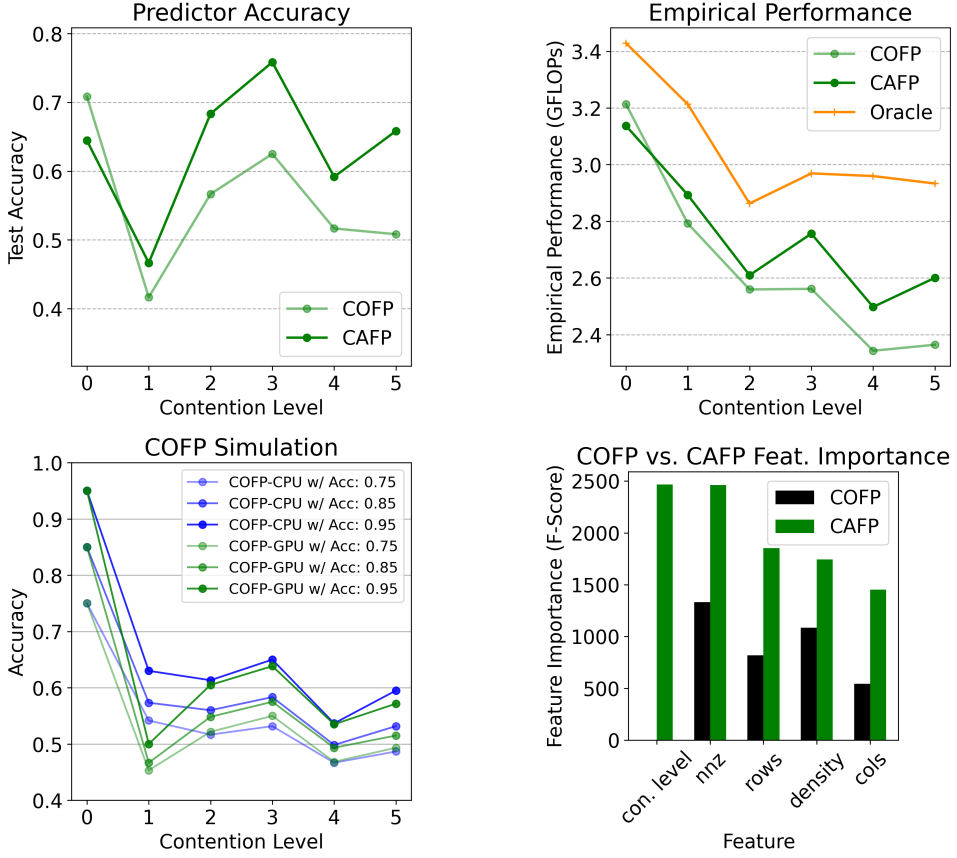 Predictor Accuracy
Test Accuracy
0.8
0.7
0.6
0.5
0.4
COFP
CAFP
0 1 2 3 4 5
Contention Level
Empirical Performance
Empirical Performance (GFLOPs)
3.4
3.2
3.0
2.8
2.6
2.4
COFP
CAFP
Oracle
0 1 2 3 4 5
Contention Level
COFP Simulation
Accuracy
1.0
0.9
0.8
0.7
0.6
0.5
0.4
COFP-CPU w/ Acc: 0.75
COFP-CPU w/ Acc: 0.85
COFP-CPU w/ Acc: 0.95
COFP-GPU w/ Acc: 0.75
COFP-GPU w/ Acc: 0.85
COFP-GPU w/ Acc: 0.95
0 1 2 3 4 5
Contention Level
COFP vs. CAFP Feat. Importance
Feature Importance (F-Score)
2500
2000
1500
1000
500
0
COFP
CAFP
con. level nnz rows density cols
Feature